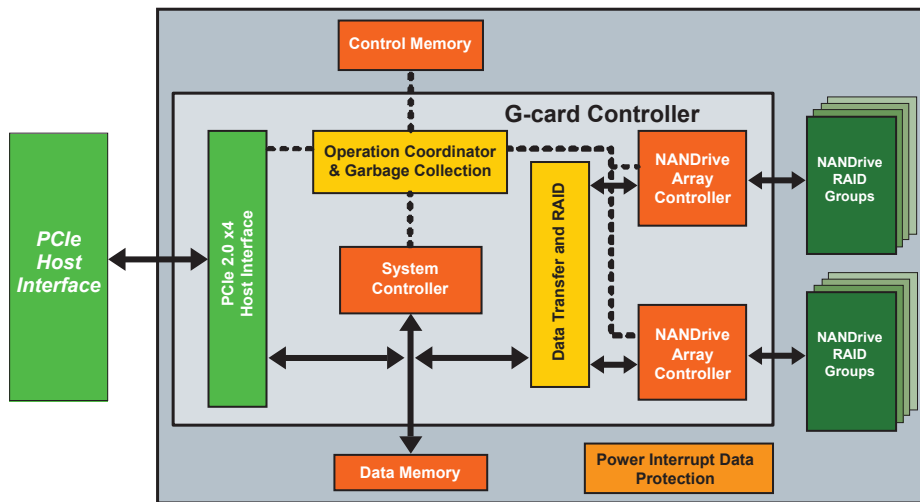 Control Memory
G-card Controller
PCIe
Host
Interface
PCIe 2.0 x4
Host Interface
Operation Coordinator
& Garbage Collection
System
Controller
Data Transfer and RAID
NANDrive
Array
Controller
NANDrive
RAID
Groups
NANDrive
Array
Controller
NANDrive
RAID
Groups
Data Memory
Power Interrupt Data
Protection